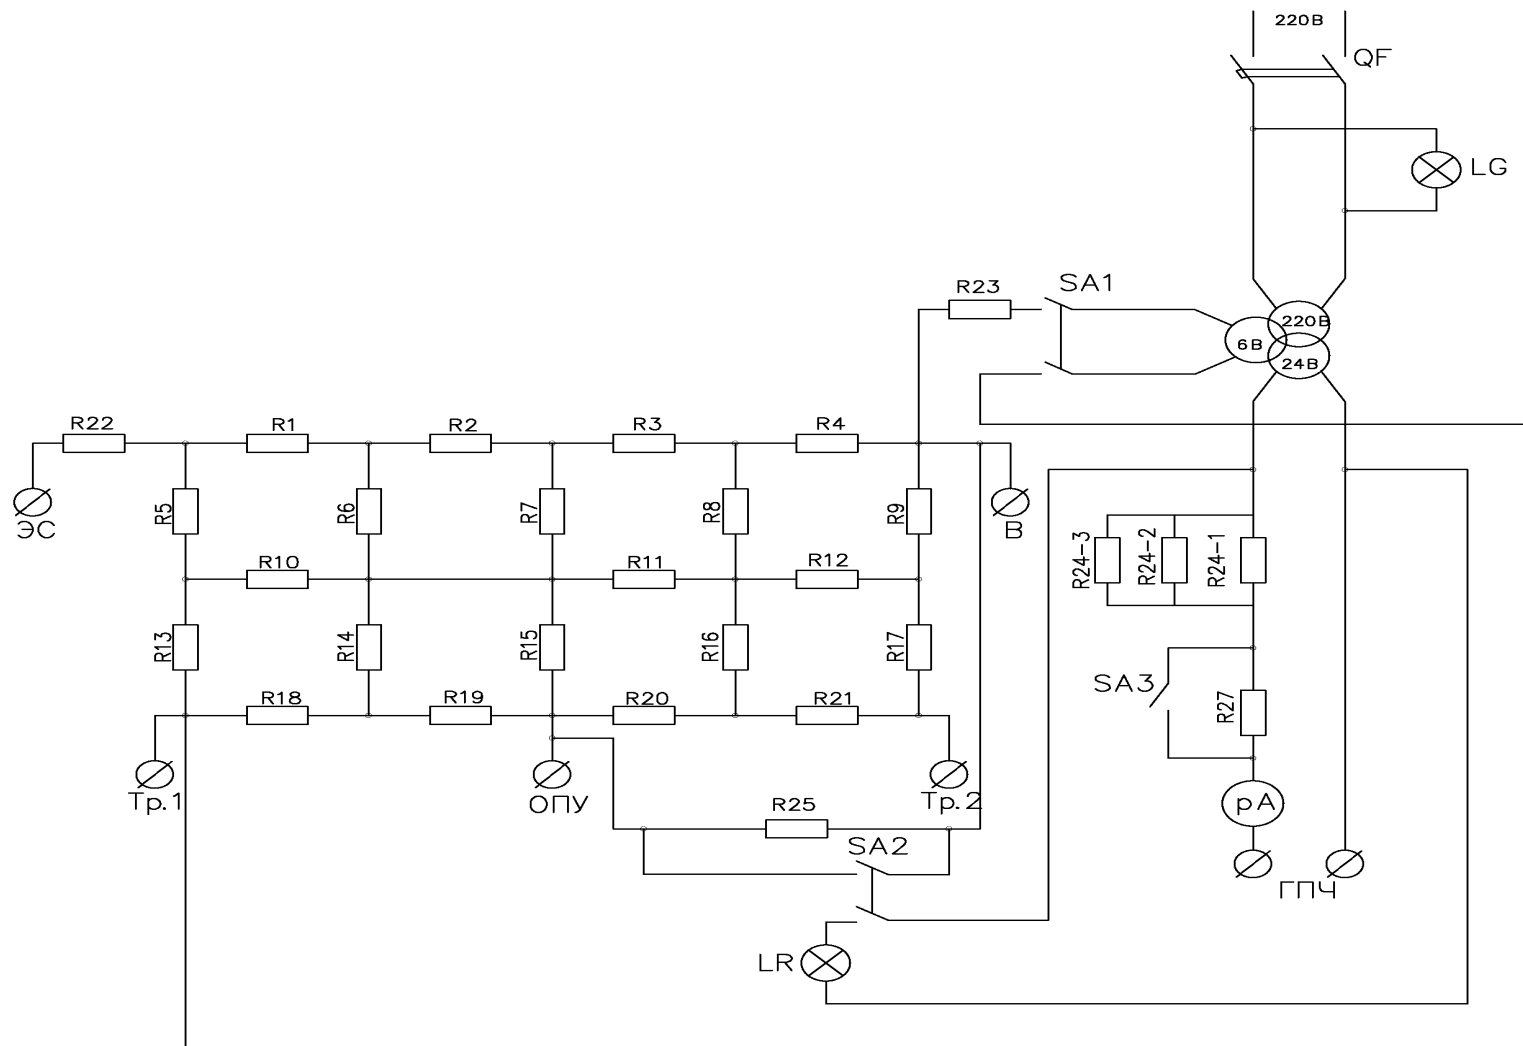 220В
QF
LG
SA1
R23
220В
6В
24В
R22
R1
R2
R3
R4
R5
R6
R7
R8
R9
ЭС
В
R10
R11
R12
R24-3
R24-2
R24-1
R13
R14
R15
R16
R17
SA3
R27
R18
R19
R20
R21
Тр.1
ОПУ
Тр.2
R25
pA
SA2
ГПЧ
LR